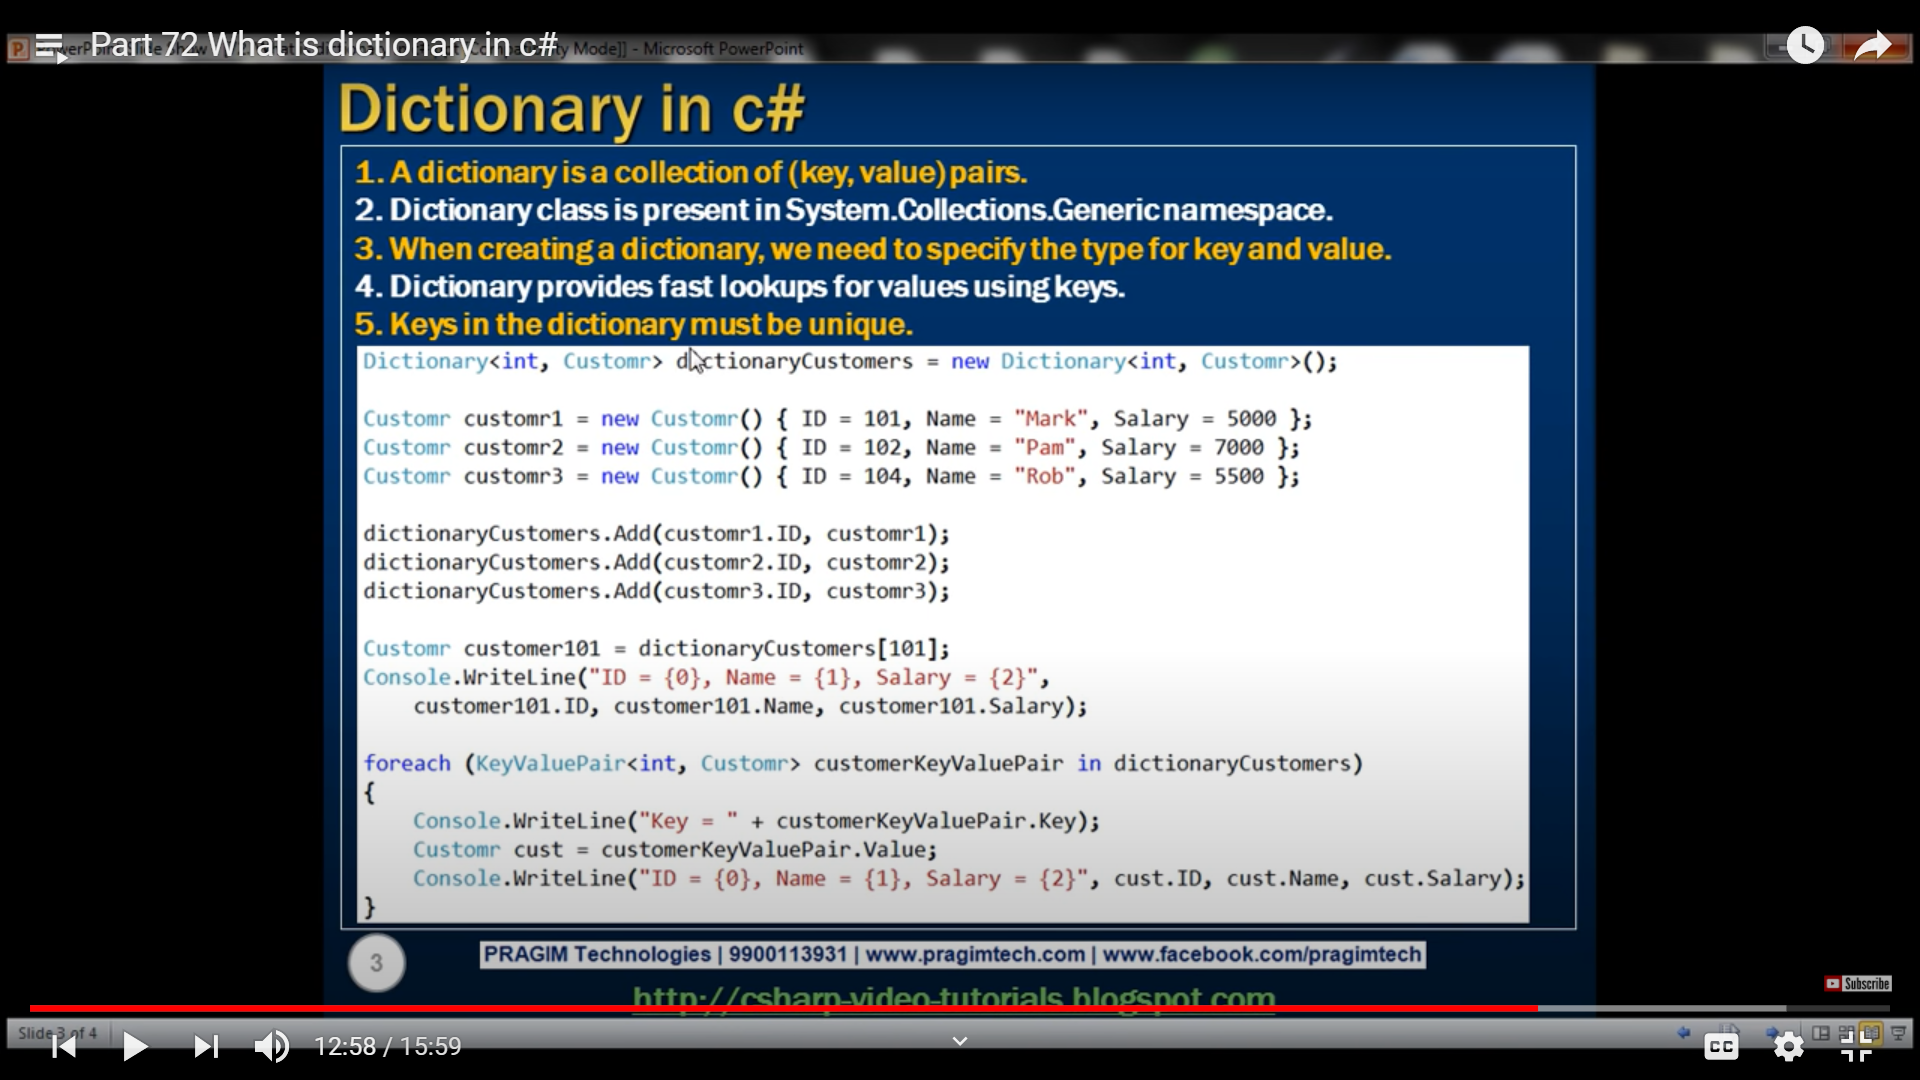 Part 72 What is dictionary in c#
Mode]] - Microsoft PowerPoint
Dictionary in c#
1. A dictionary is a collection of (key, value) pairs.
2. Dictionary class is present in System.Collections.Generic namespace.
3. When creating a dictionary, we need to specify the type for key and value.
4. Dictionary provides fast lookups for values using keys.
5. Keys in the dictionary must be unique.
Dictionary<int, Customr> dictionaryCustomers = new Dictionary<int, Customr>();
Customr customr1 = new Customr() { ID = 101, Name = "Mark", Salary = 5000 };
Customr customr2 = new Customr() { ID = 102, Name = "Pam", Salary = 7000 };
Customr customr3 = new Customr() { ID = 104, Name = "Rob", Salary = 5500 };
dictionaryCustomers.Add(customr1.ID, customr1);
dictionaryCustomers.Add(customr2.ID, customr2);
dictionaryCustomers.Add(customr3.ID, customr3);
Customr customer101 = dictionaryCustomers[101];
Console.WriteLine("ID = {0}, Name = {1}, Salary = {2}",
customer101.ID, customer101.Name, customer101.Salary);
foreach (KeyValuePair<int, Customr> customerKeyValuePair in dictionaryCustomers)
{
Console.WriteLine("Key = " + customerKeyValuePair.Key);
Customr cust = customerKeyValuePair.Value;
Console.WriteLine("ID = {0}, Name = {1}, Salary = {2}", cust.ID, cust.Name, cust.Salary);
}
3
PRAGIM Technologies | 9900113931 | www.pragimtech.com | www.facebook.com/pragimtech
Subscribe
http://csharp-video-tutorials.blogspot.com
Slide 3 of 4
12:58 / 15:59
CC